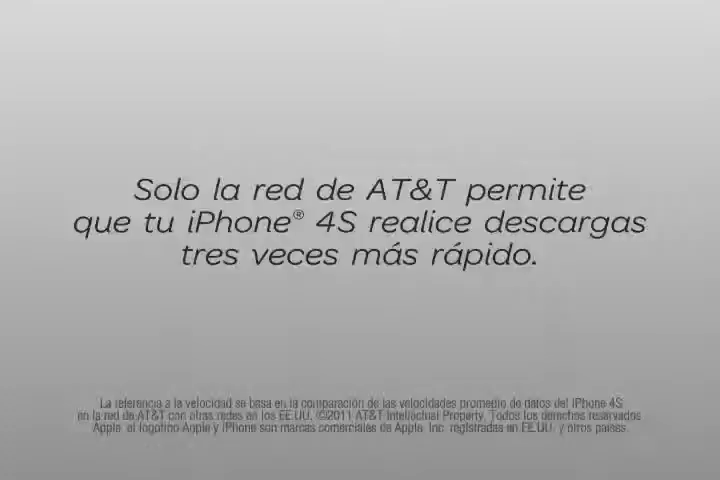 Solo la red de AT&T permite
que tu iPhone® 4S realice descargas
tres veces más rápido.
La referencia a la velocidad se basa en la comparación de las velocidades promedio de datos del iPhone 4S
en la red de AT&T con otras redes en los EE.UU. ©2011 AT&T Intellectual Property. Todos los derechos reservados.
Apple, el logotipo Apple y iPhone son marcas comerciales de Apple, Inc. registradas en EE.UU. y otros países.